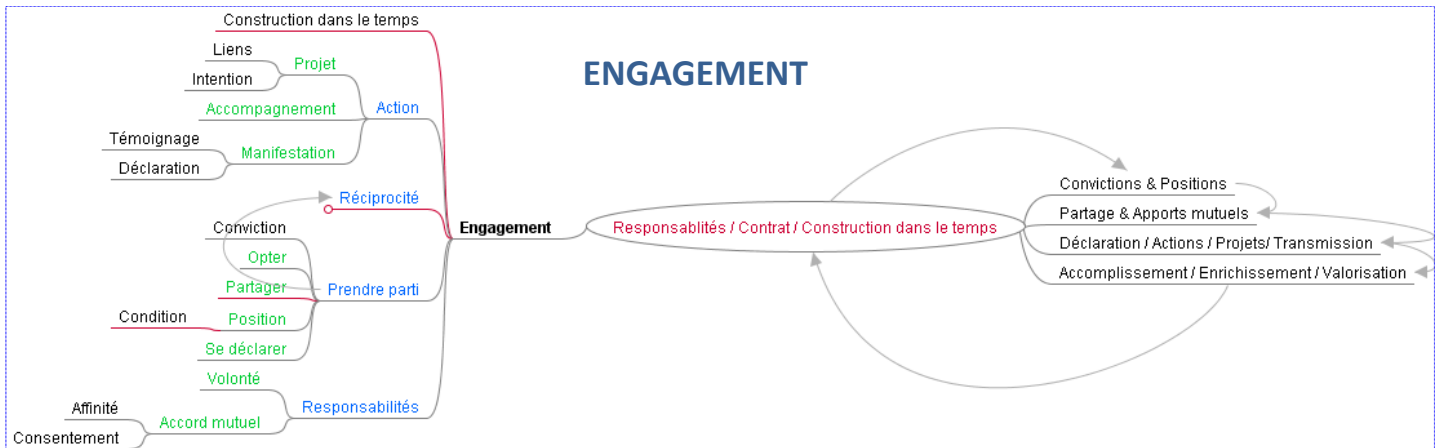 ENGAGEMENT
Construction dans le temps
Liens
Intention
Projet
Accompagnement
Action
Témoignage
Déclaration
Manifestation
Réciprocité
Conviction
Opter
Partager
Prendre parti
Condition
Position
Se déclarer
Volonté
Responsabilités
Affinité
Accord mutuel
Consentement
Engagement
Responsablités / Contrat / Construction dans le temps
Convictions & Positions
Partage & Apports mutuels
Déclaration / Actions / Projets/ Transmission
Accomplissement / Enrichissement / Valorisation